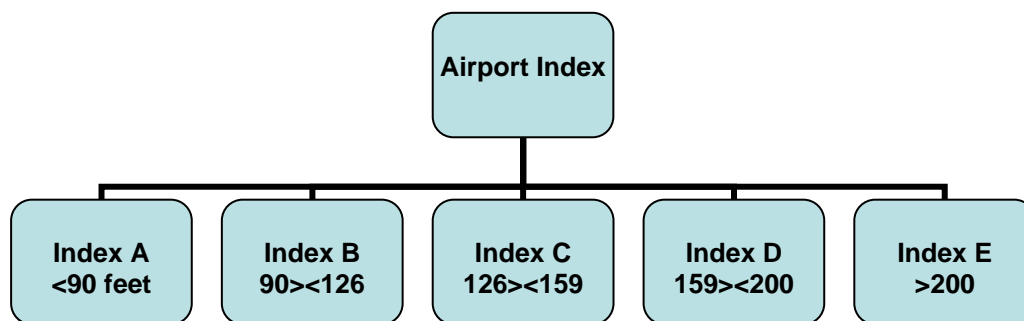 Airport Index
Index A
<90 feet
Index B
90><126
Index C
126><159
Index D
159><200
Index E
>200